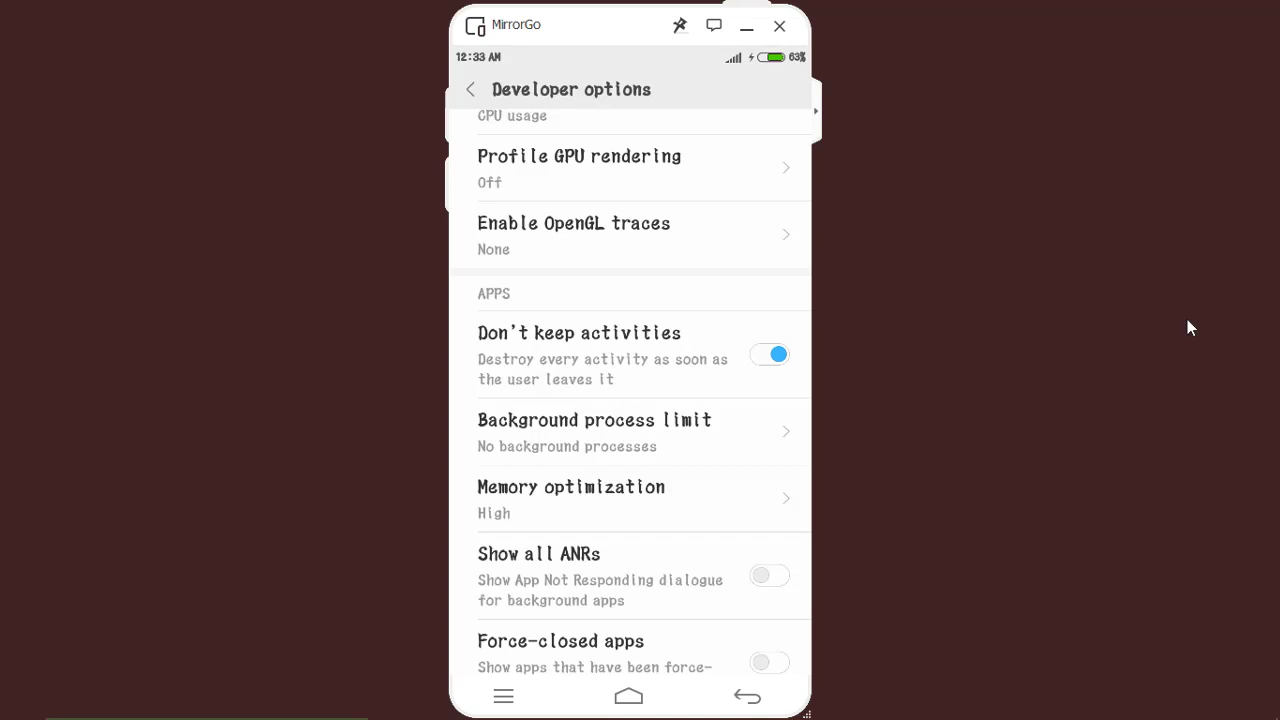 MirrorGo
12:33 AM
63%
Developer options
CPU usage
Profile GPU rendering
Off
Enable OpenGL traces
None
APPS
Don't keep activities
Destroy every activity as soon as
the user leaves it
Background process limit
No background processes
Memory optimization
High
Show all ANRs
Show App Not Responding dialogue
for background apps
Force-closed apps
Show apps that have been force-